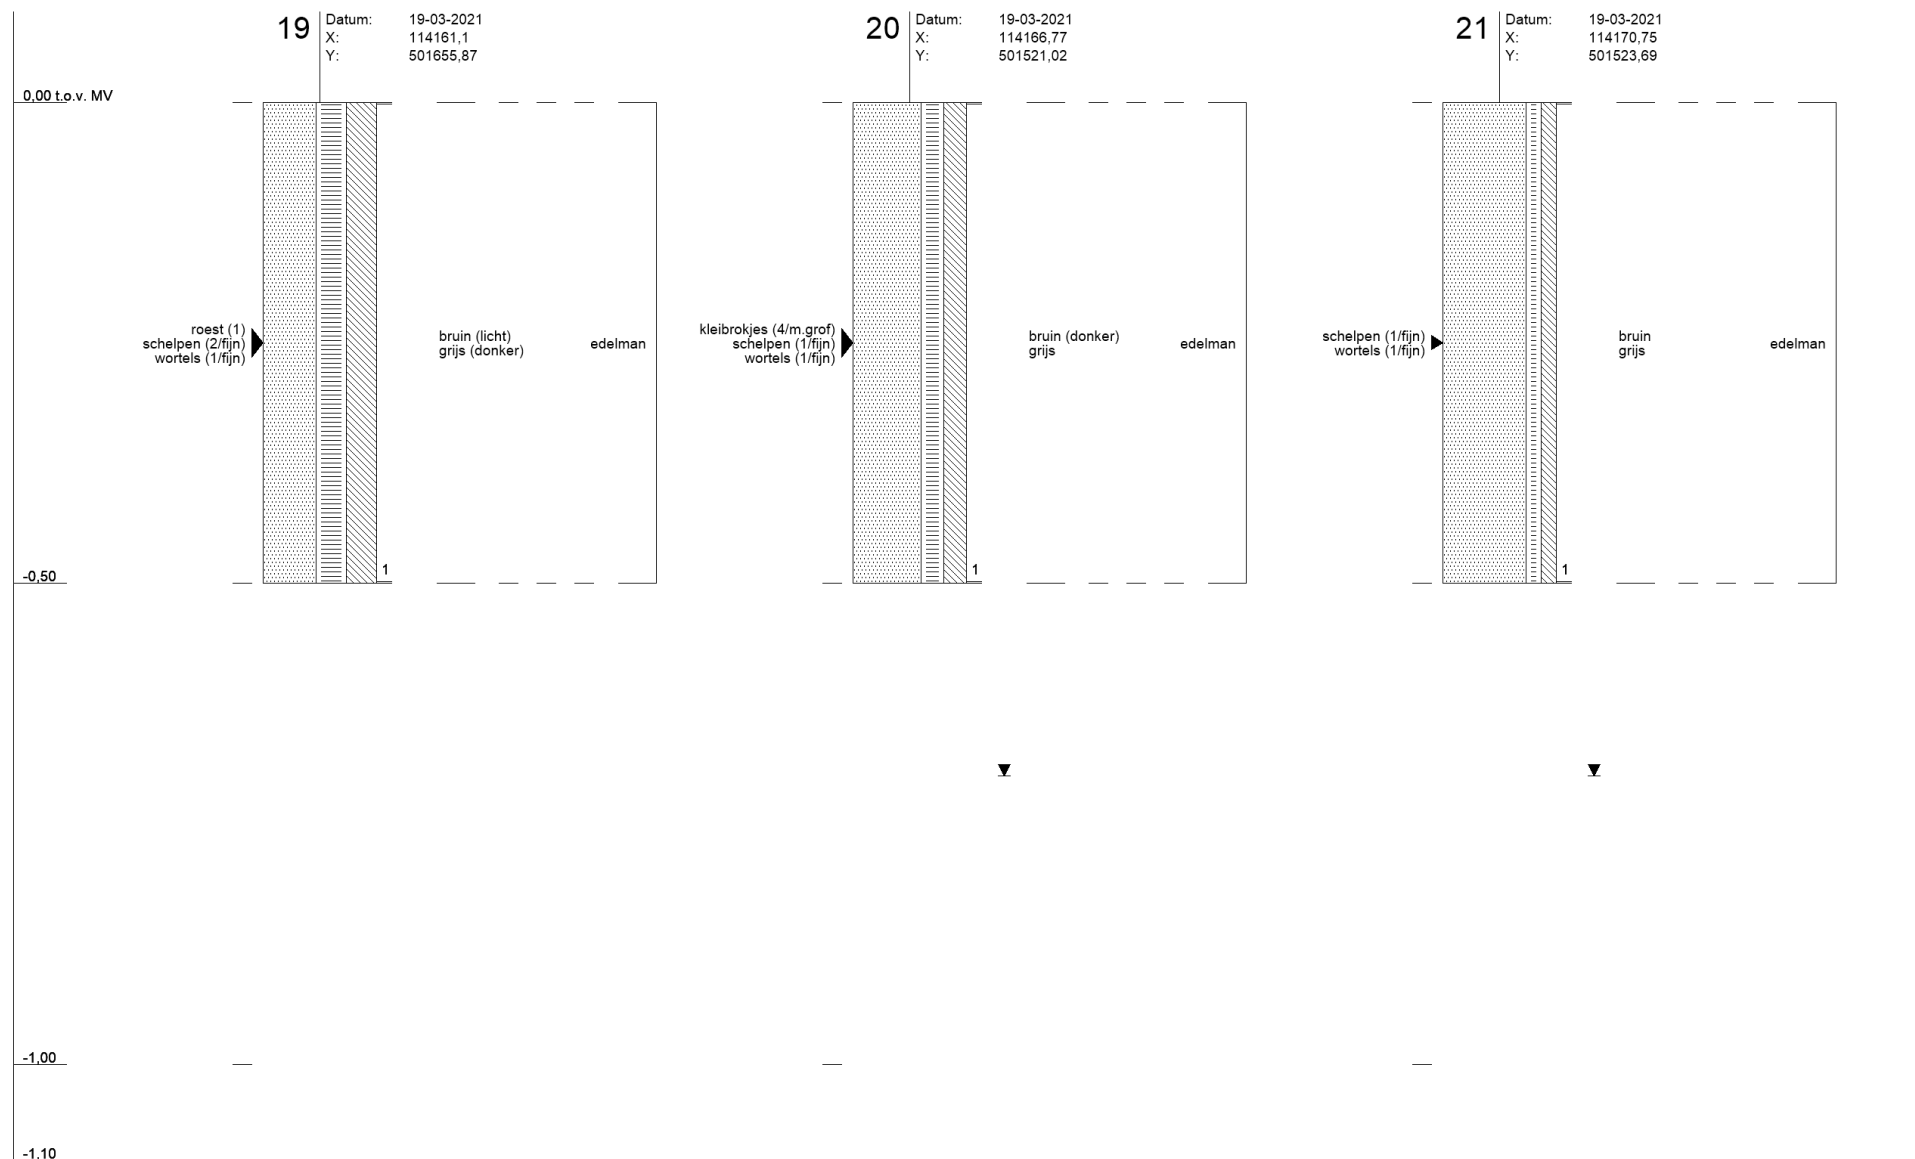 19
Datum: 19-03-2021
X: 114161,1
Y: 501655,87
20
Datum: 19-03-2021
X: 114166,77
Y: 501521,02
21
Datum: 19-03-2021
X: 114170,75
Y: 501523,69
0,00 t.o.v. MV
roest (1)
schelpen (2/fijn)
wortels (1/fijn)
bruin (licht)
grijs (donker)
edelman
1
kleibrokjes (4/m.grof)
schelpen (1/fijn)
wortels (1/fijn)
bruin (donker)
grijs
edelman
1
schelpen (1/fijn)
wortels (1/fijn)
bruin
grijs
edelman
1
-0,50
-1,00
-1,10